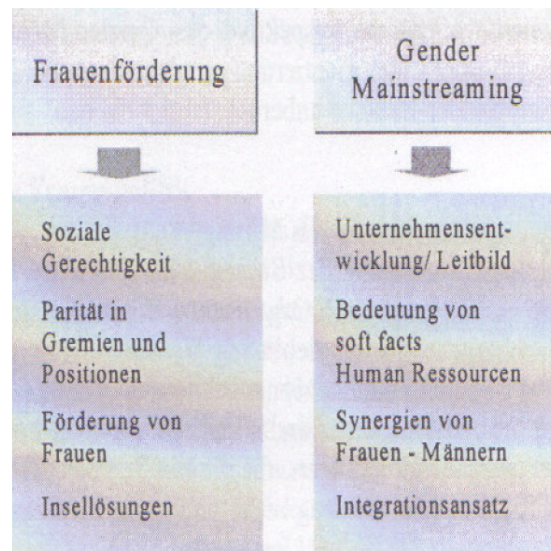 Frauenförderung
Gender
Mainstreaming
Soziale
Gerechtigkeit
Parität in
Gremien und
Positionen
Förderung von
Frauen
Insellösungen
Unternehmensent-
wicklung/ Leitbild
Bedeutung von
soft facts
Human Ressourcen
Synergien von
Frauen - Männern
Integrationsansatz